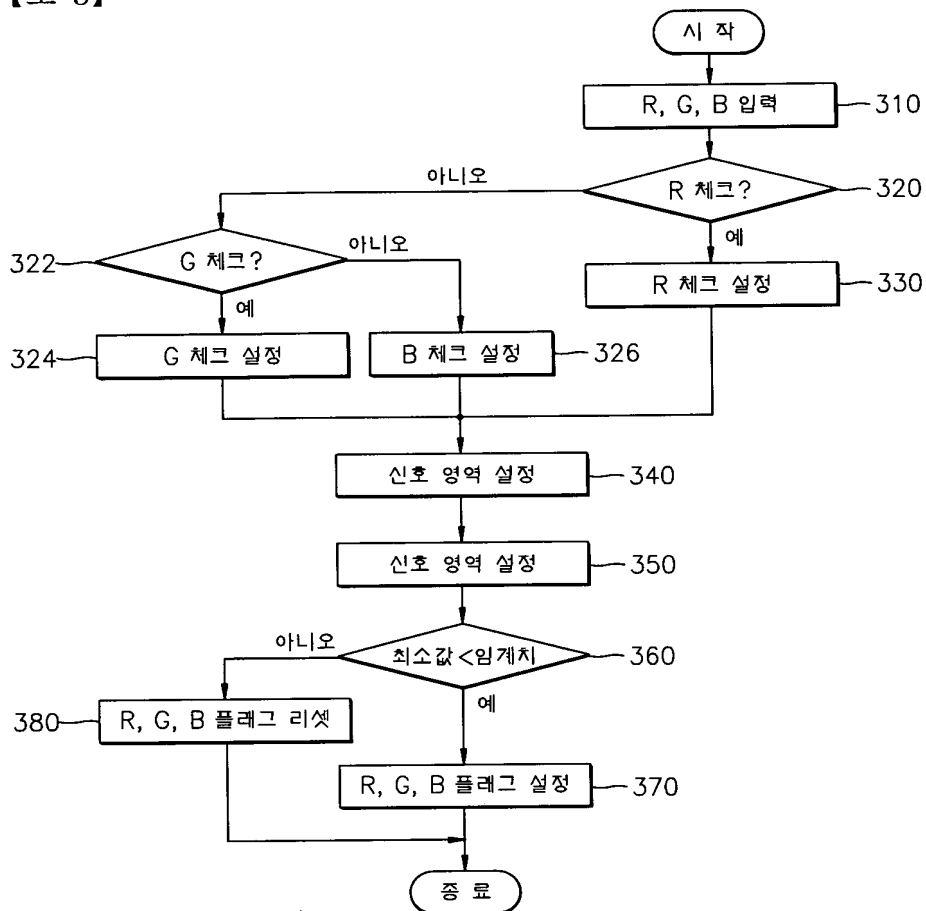 시 작
R, G, B 입력
310
R 체크?
320
아니오
예
G 체크?
322
아니오
예
R 체크 설정
330
G 체크 설정
324
B 체크 설정
326
신호 영역 설정
340
신호 영역 설정
350
최소값<임계치
360
아니오
예
R, G, B 플래그 리셋
380
R, G, B 플래그 설정
370
종 료